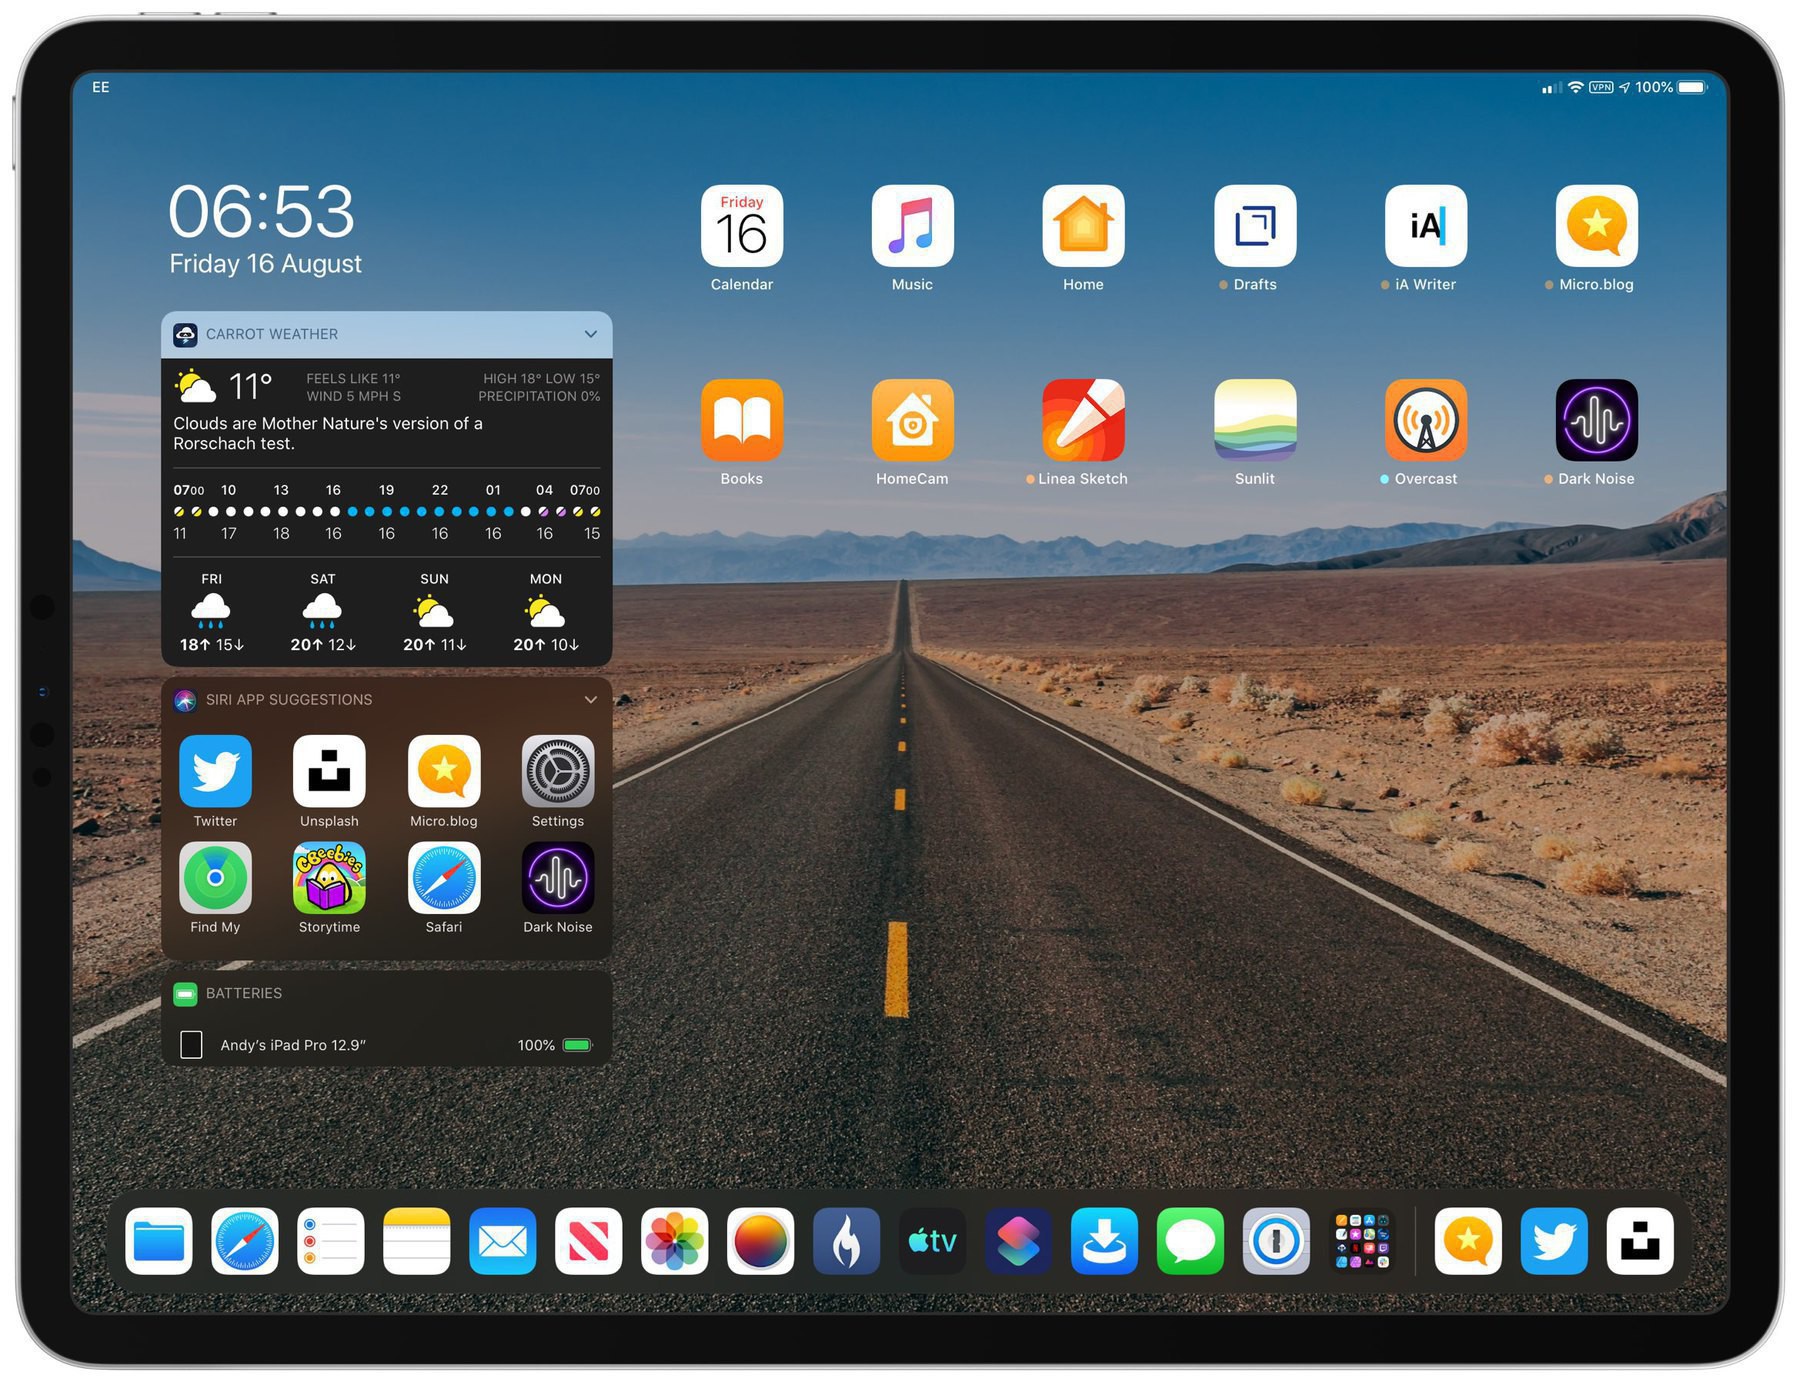 EE
VPN 100%
06:53
Friday 16 August
CARROT WEATHER
11°
FEELS LIKE 11°
WIND 5 MPH S
HIGH 18° LOW 15°
PRECIPITATION 0%
Clouds are Mother Nature's version of a
Rorschach test.
0700 10 13 16 19 22 01 04 0700
11 17 18 16 16 16 16 16 15
FRI SAT SUN MON
18↑ 15↓ 20↑ 12↓ 20↑ 11↓ 20↑ 10↓
SIRI APP SUGGESTIONS
Twitter Unsplash Micro.blog Settings
CBeebies
Find My Storytime Safari Dark Noise
BATTERIES
Andy's iPad Pro 12.9" 100%
Friday
16
iA
Calendar Music Home Drafts iA Writer Micro.blog
Books HomeCam Linea Sketch Sunlit Overcast Dark Noise
tv